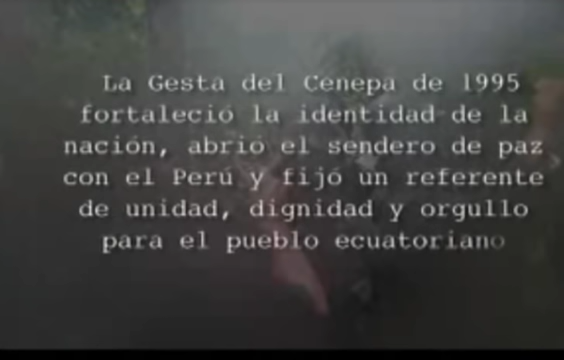 La Gesta del Cenepa de 1995
fortaleció la identidad de la
nación, abrió el sendero de paz
con el Perú y fijó un referente
de unidad, dignidad y orgullo
para el pueblo ecuatoriano